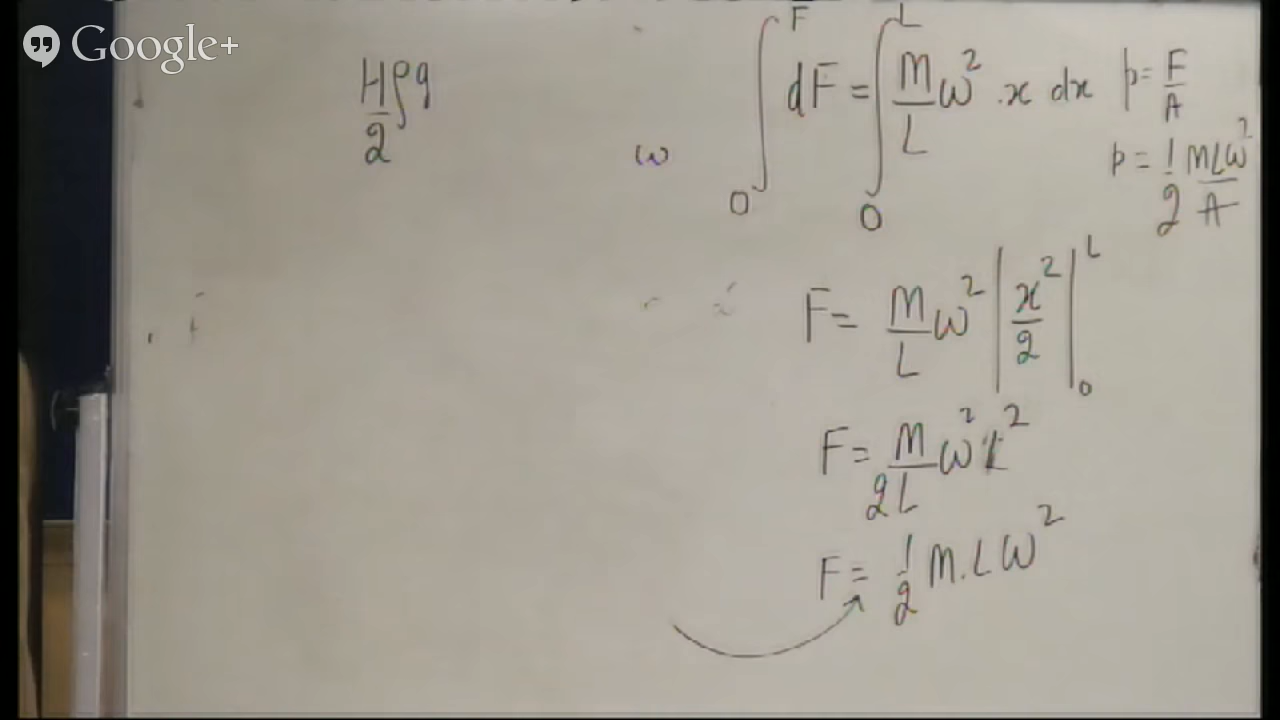 Google+
H/2 ρg
ω
∫₀^F dF = ∫₀^L M/L ω² . x dx
p = F/A
p = 1/2 MLω²/A
F = M/L ω² |x²/2|₀^L
F = M/2L ω² L²
F = 1/2 M.Lω²